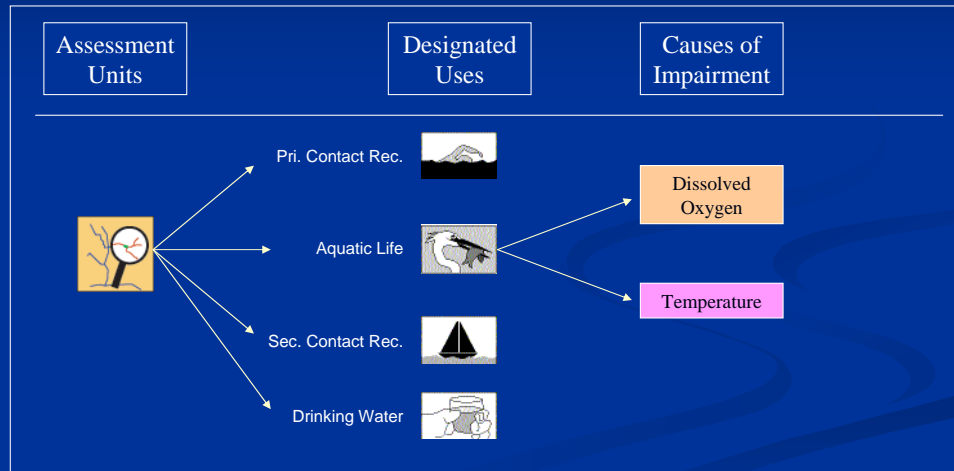 Assessment
Units
Designated
Uses
Causes of
Impairment
Pri. Contact Rec.
Aquatic Life
Sec. Contact Rec.
Drinking Water
Dissolved
Oxygen
Temperature